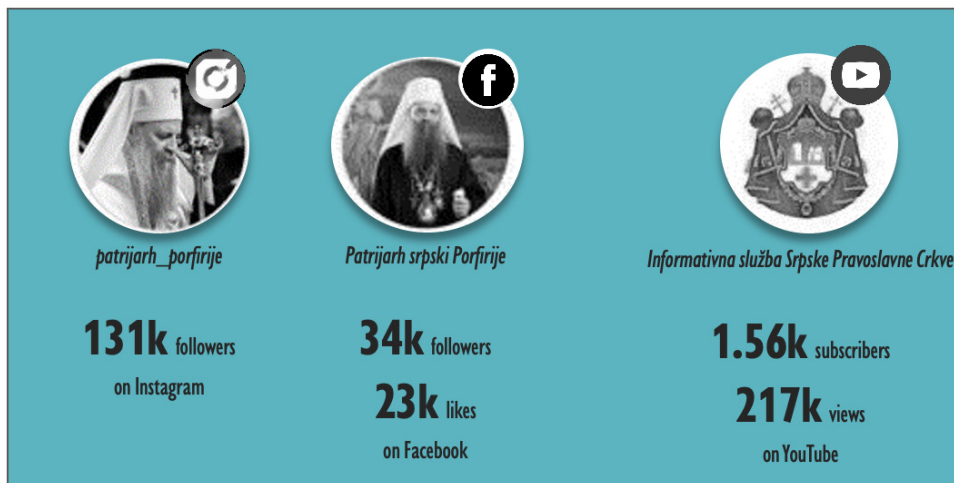 patrijarh_porfirije
131k followers
on Instagram
f
Patrijarh srpski Porfirije
34k followers
23k likes
on Facebook
Informativna služba Srpske Pravoslavne Crkve
1.56k subscribers
217k views
on YouTube